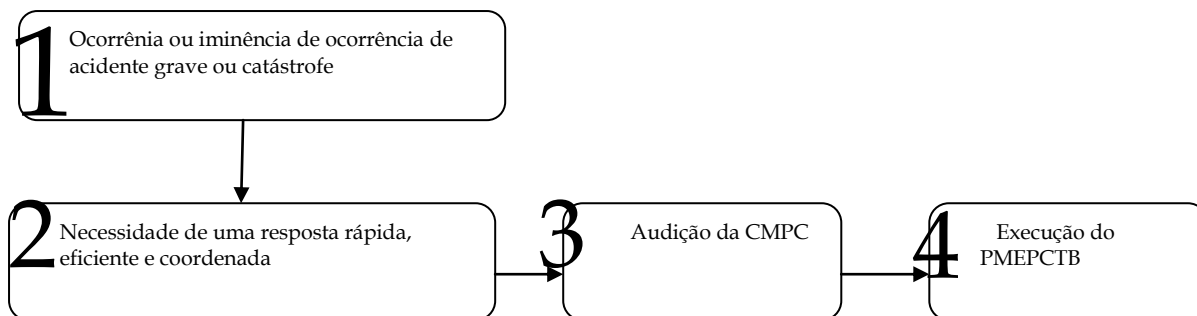 1
Ocorrênia ou iminência de ocorrência de
acidente grave ou catástrofe
2
Necessidade de uma resposta rápida,
eficiente e coordenada
3
Audição da CMPC
4
Execução do
PMEPCTB